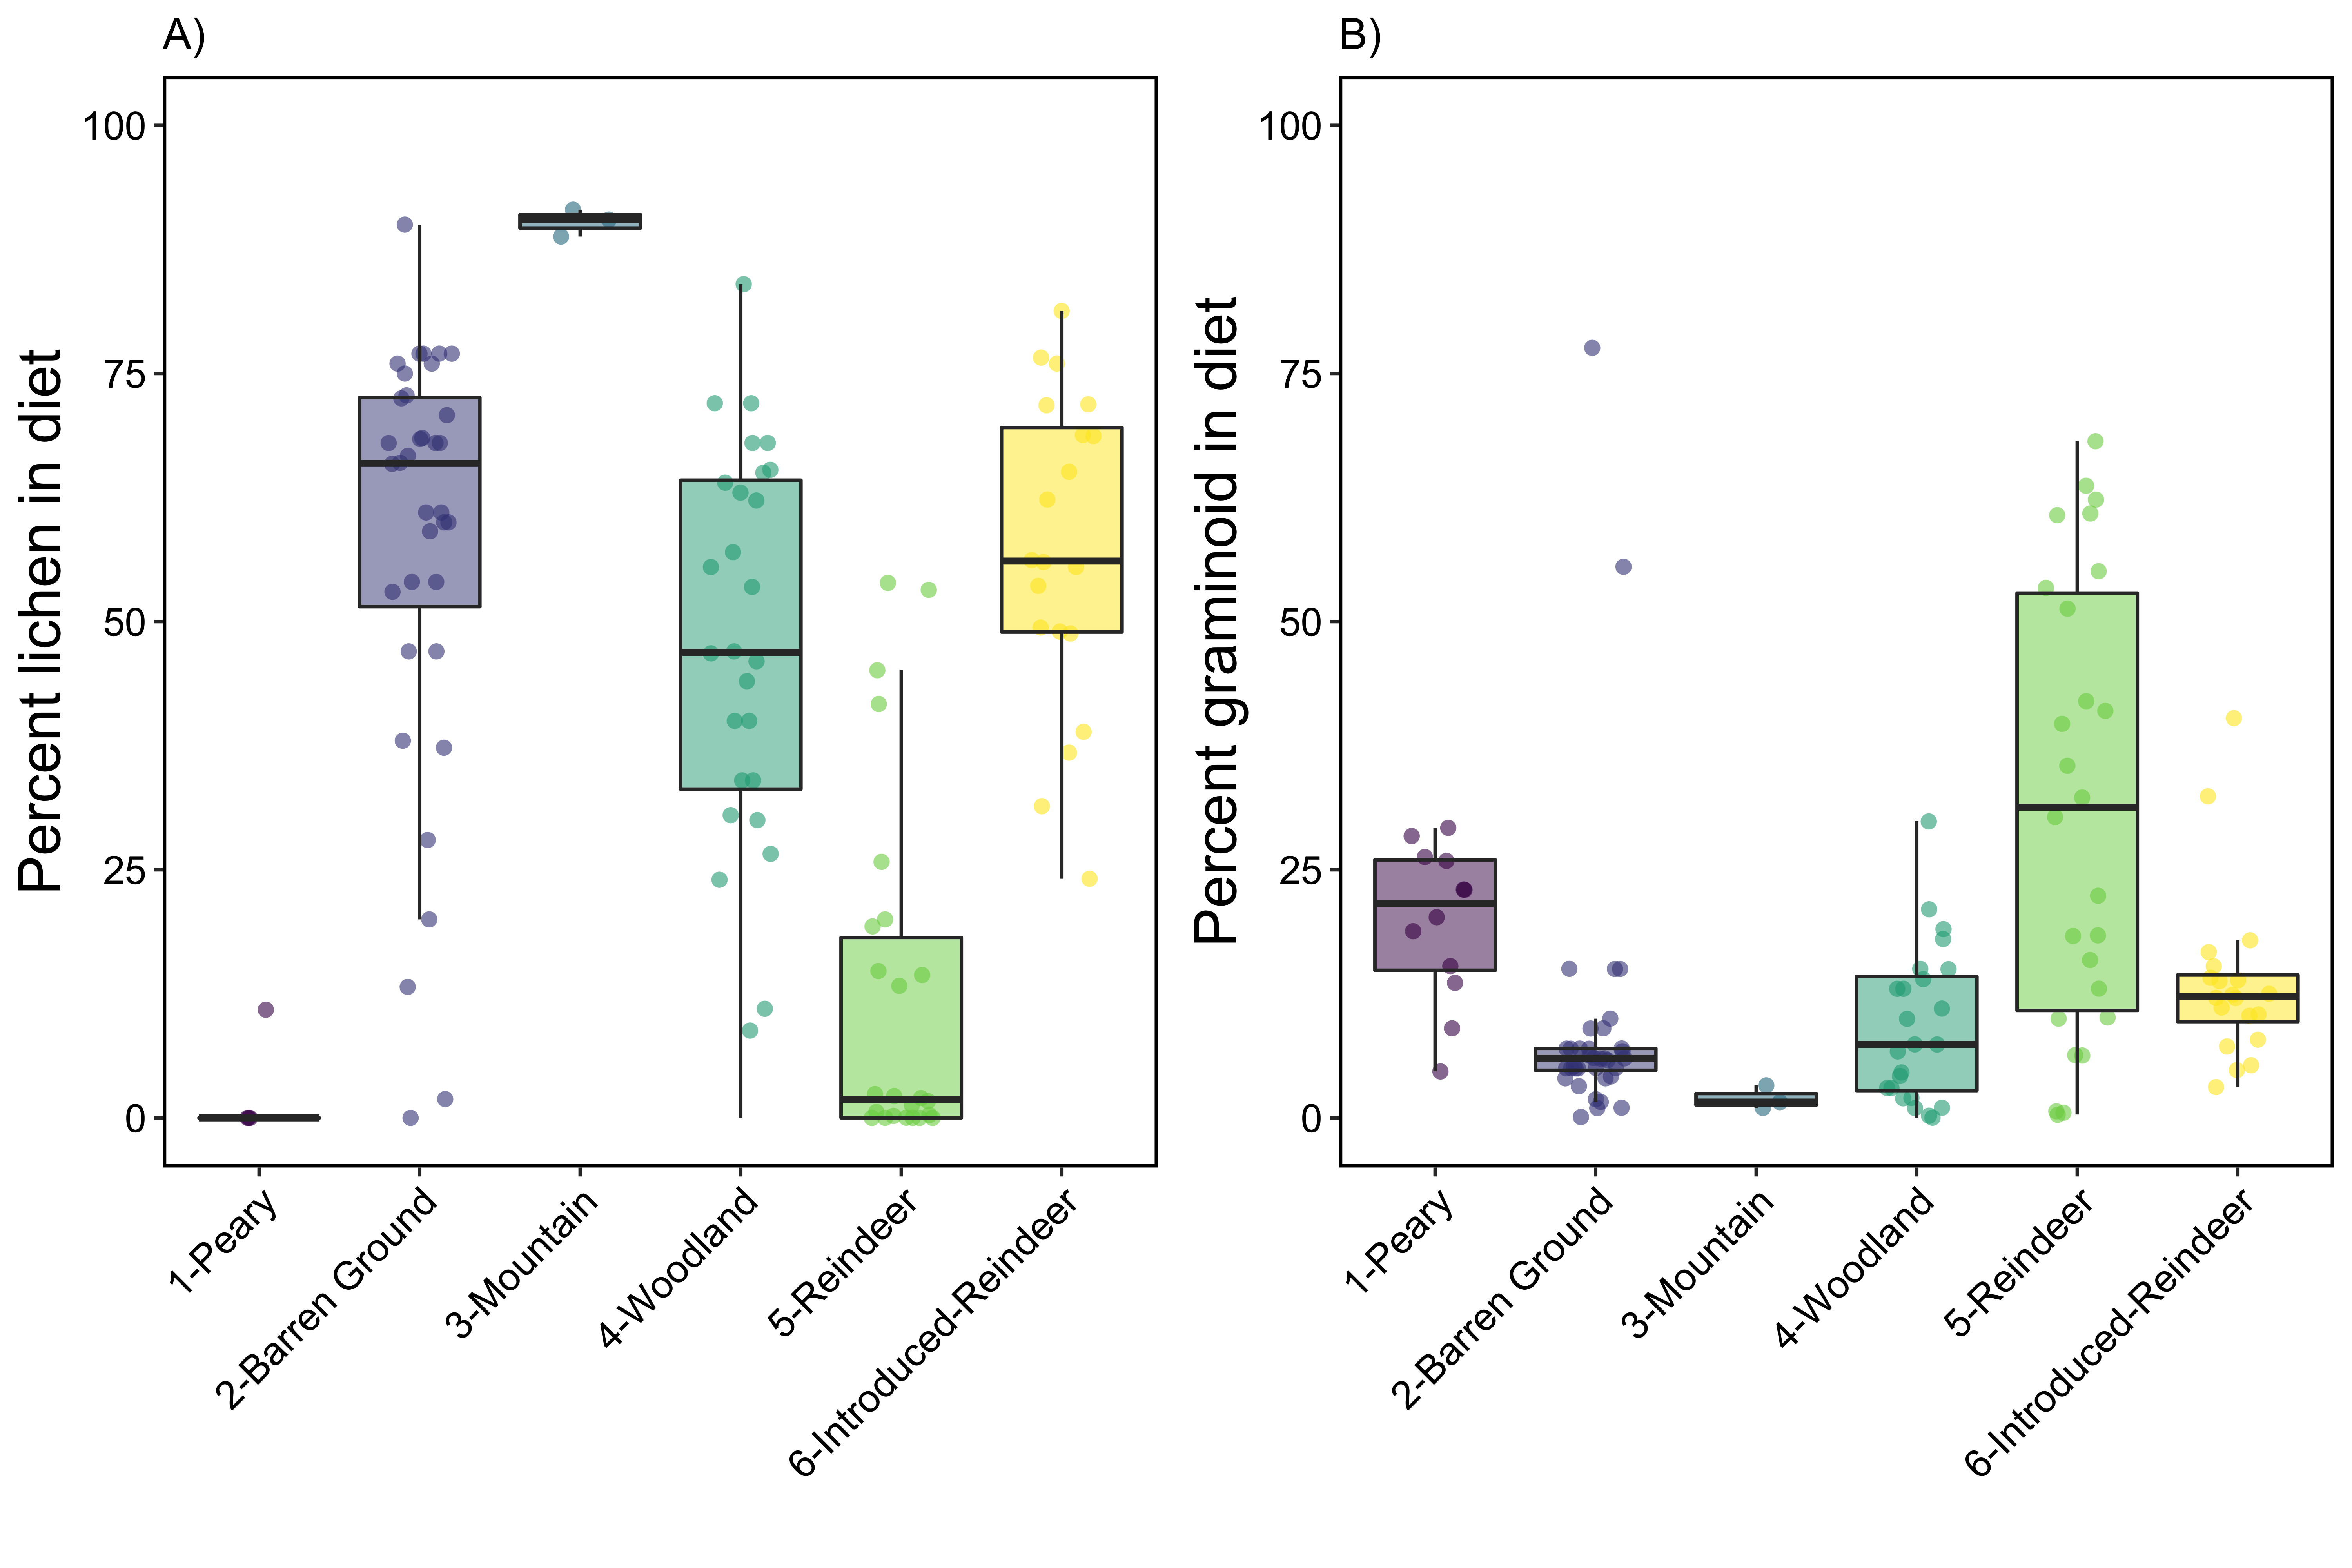 A)
Percent lichen in diet
100
75
50
25
0
1-Peary
2-Barren Ground
3-Mountain
4-Woodland
5-Reindeer
6-Introduced-Reindeer
B)
Percent graminoid in diet
100
75
50
25
0
1-Peary
2-Barren Ground
3-Mountain
4-Woodland
5-Reindeer
6-Introduced-Reindeer